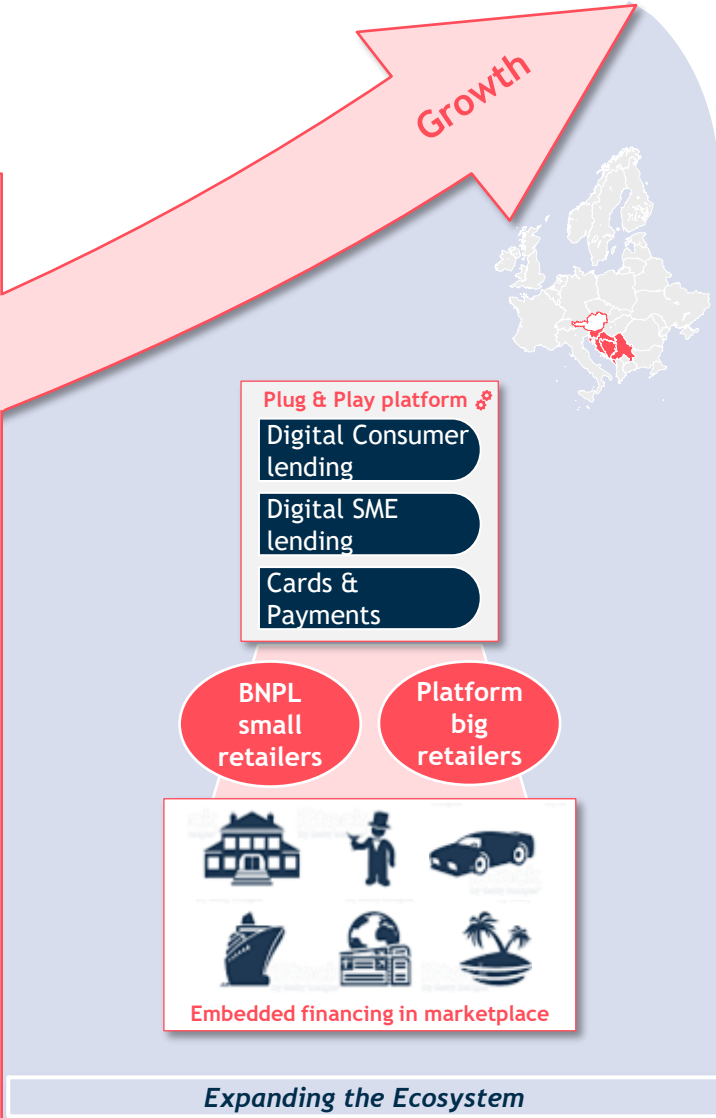 Growth
Plug & Play platform
Digital Consumer
lending
Digital SME
lending
Cards &
Payments
BNPL
small
retailers
Platform
big
retailers
Embedded financing in marketplace
Expanding the Ecosystem